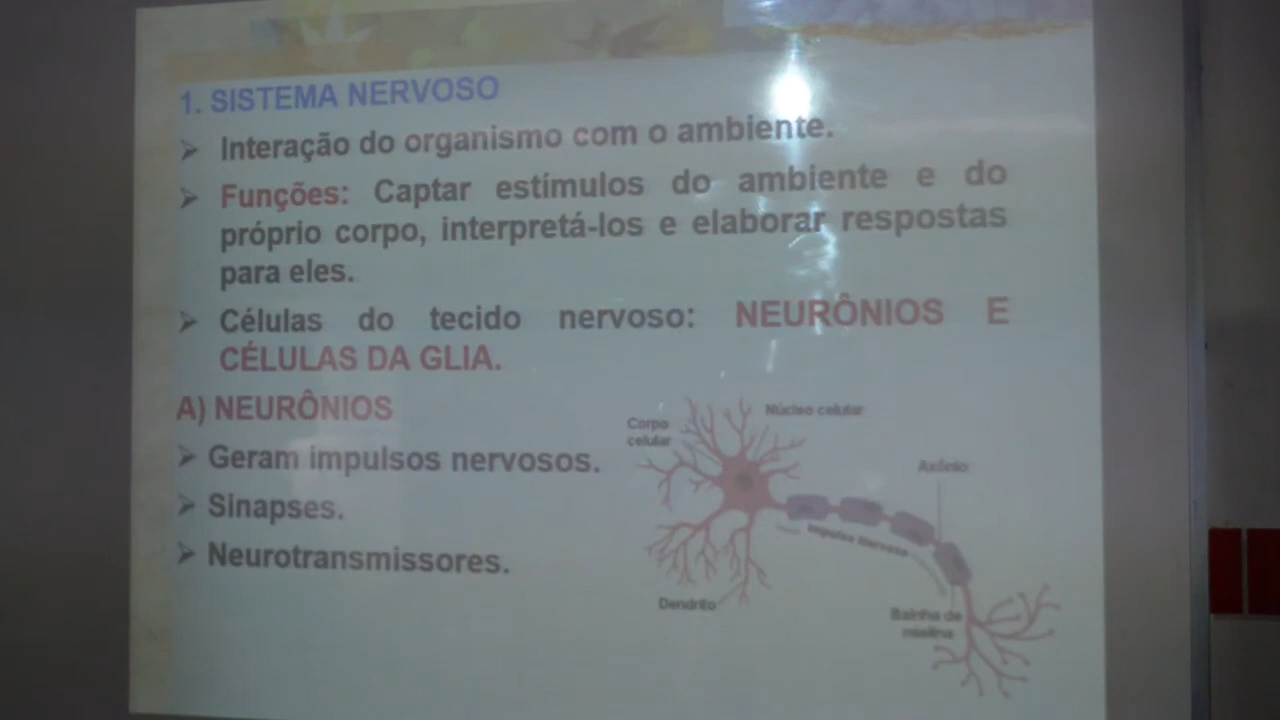 1. SISTEMA NERVOSO
➢ Interação do organismo com o ambiente.
➢ Funções: Captar estímulos do ambiente e do
próprio corpo, interpretá-los e elaborar respostas
para eles.
➢ Células do tecido nervoso: NEURÔNIOS E
CÉLULAS DA GLIA.
A) NEURÔNIOS
➢ Geram impulsos nervosos.
➢ Sinapses.
➢ Neurotransmissores.
Corpo
celular
Núcleo celular
Axônio
Impulso Nervoso
Dendrito
Bainha de
mielina